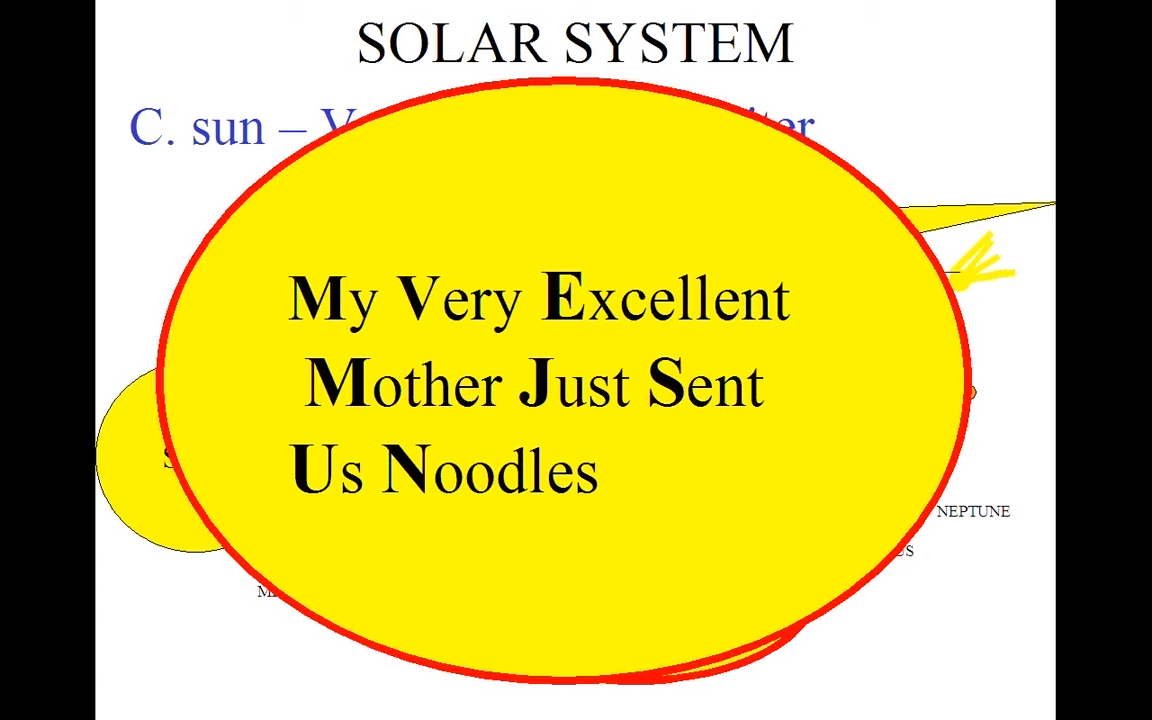 SOLAR SYSTEM
C. sun –
My Very Excellent
Mother Just Sent
Us Noodles
NEPTUNE